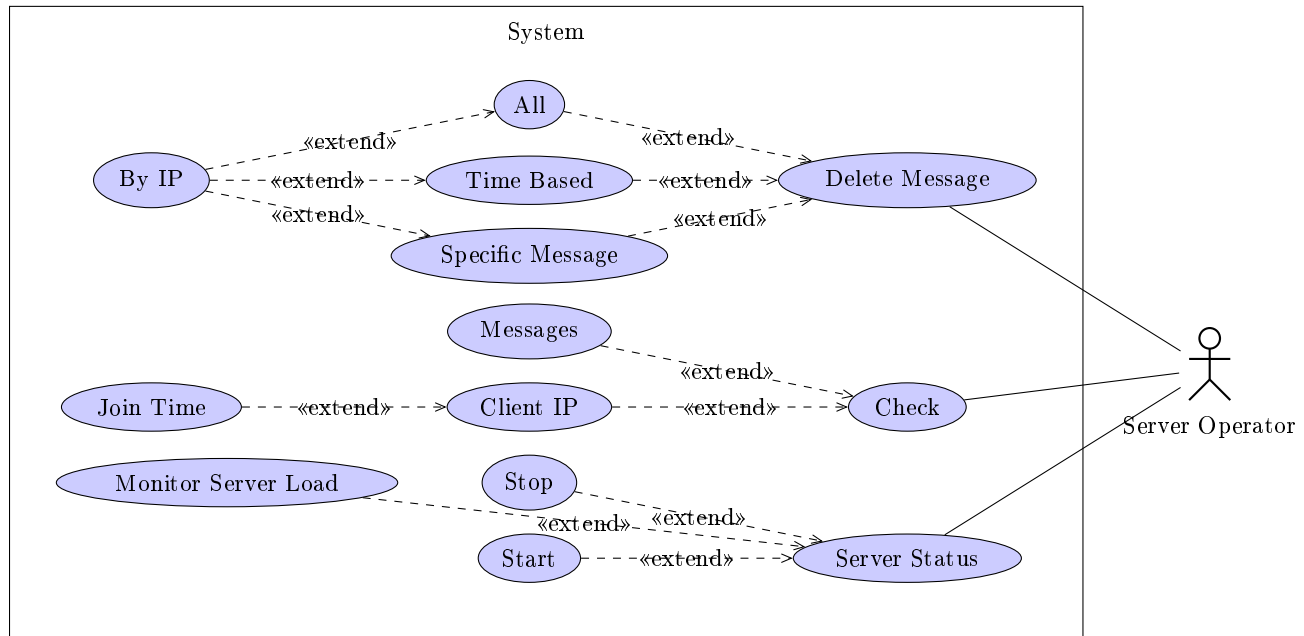 System
All
«extend»
«extend»
By IP
«extend»
Time Based
«extend»
Delete Message
«extend»
«extend»
Specific Message
Messages
«extend»
Join Time
«extend»
Client IP
«extend»
Check
Server Operator
Monitor Server Load
Stop
«extend»
«extend»
Start
«extend»
Server Status